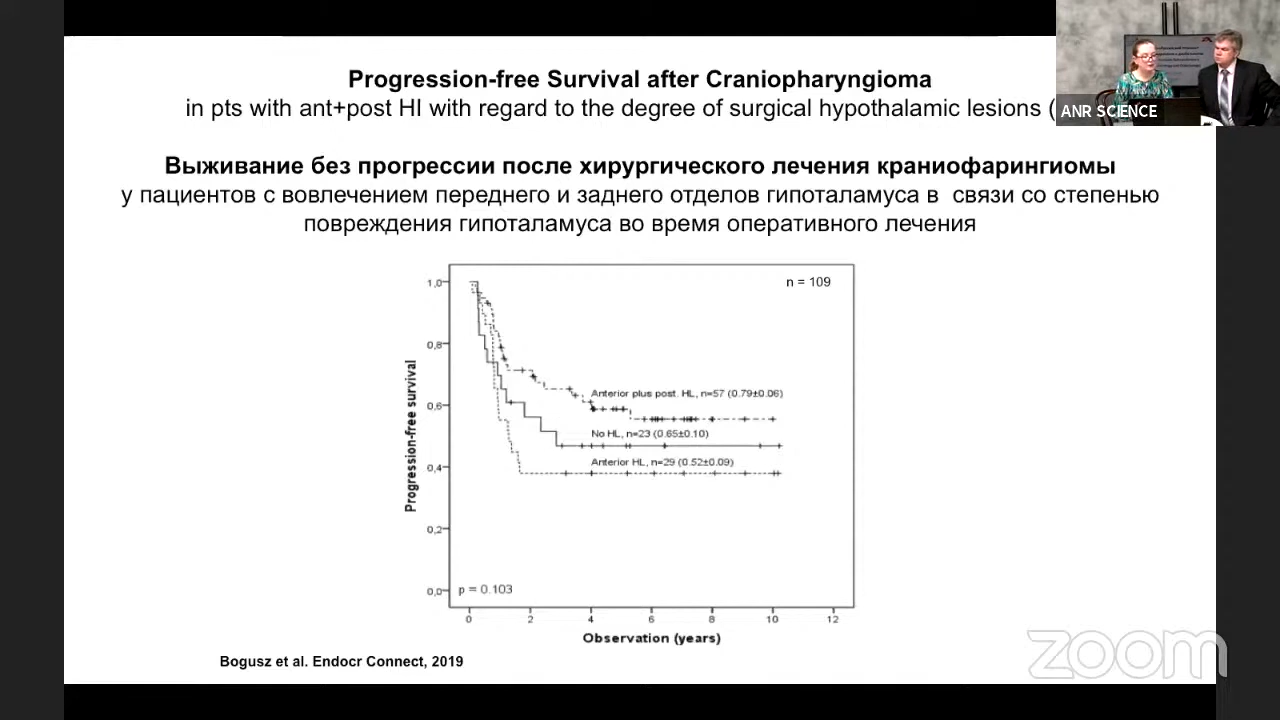 Progression-free Survival after Craniopharyngioma
in pts with ant+post HI with regard to the degree of surgical hypothalamic lesions (
ANR SCIENCE
Выживание без прогрессии после хирургического лечения краниофарингиомы
у пациентов с вовлечением переднего и заднего отделов гипоталамуса в связи со степенью
повреждения гипоталамуса во время оперативного лечения
n = 109
1,0
0,8
0,6
0,4
0,2
0,0
Progression-free survival
Anterior plus post. HL, n=57 (0.79±0.06)
No HL, n=23 (0.65±0.10)
Anterior HL, n=29 (0.52±0.09)
p = 0.103
0 2 4 6 8 10 12
Observation (years)
Bogusz et al. Endocr Connect, 2019
zoom